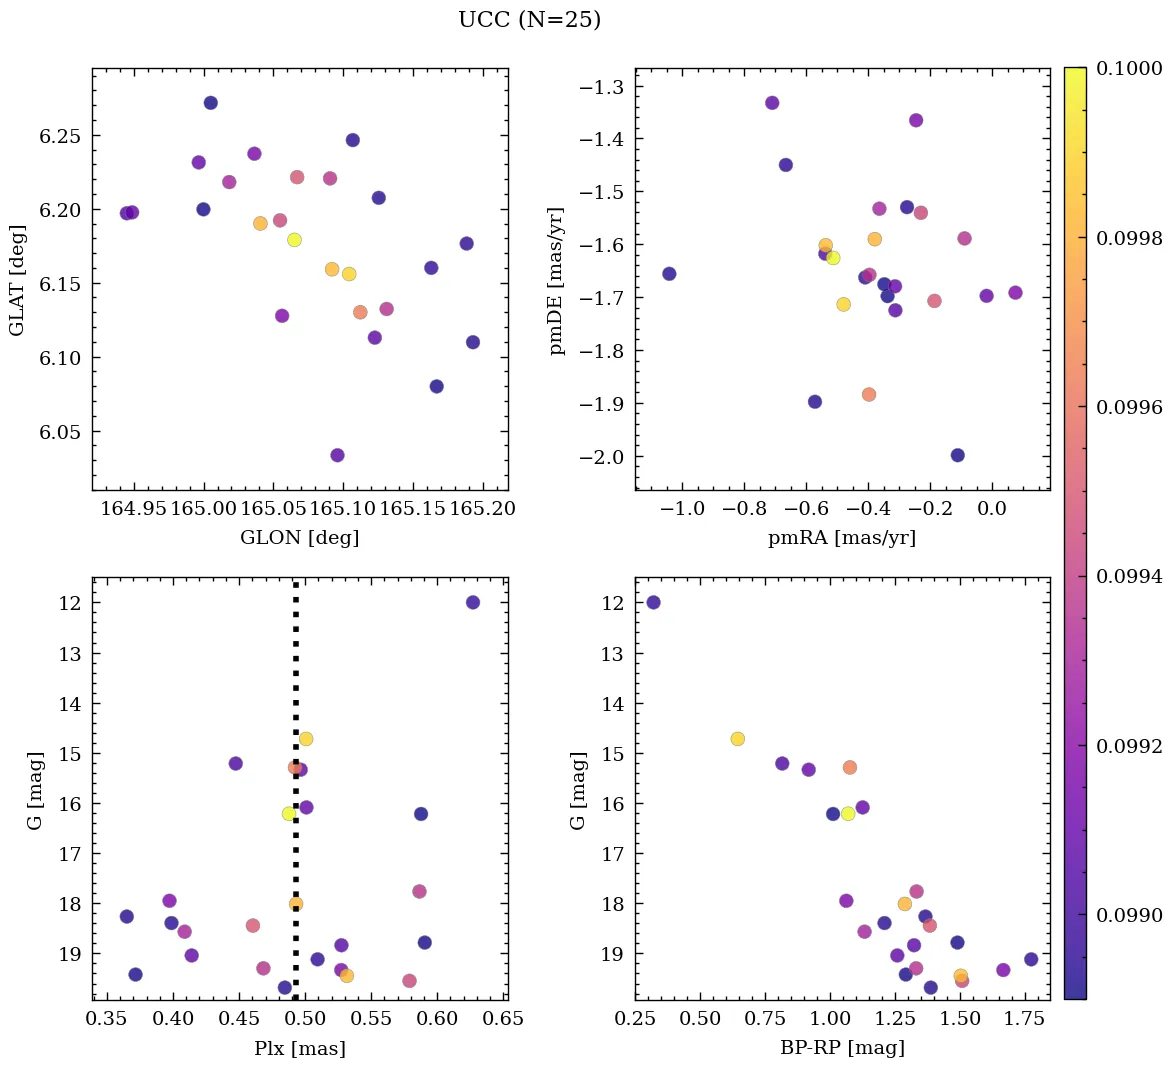 UCC (N=25)
6.25
6.20
6.15
6.10
6.05
GLAT [deg]
164.95 165.00 165.05 165.10 165.15 165.20
GLON [deg]
−1.3
−1.4
−1.5
−1.6
−1.7
−1.8
−1.9
−2.0
pmDE [mas/yr]
−1.0 −0.8 −0.6 −0.4 −0.2 0.0
pmRA [mas/yr]
12
13
14
15
16
17
18
19
G [mag]
0.35 0.40 0.45 0.50 0.55 0.60 0.65
Plx [mas]
12
13
14
15
16
17
18
19
G [mag]
0.25 0.50 0.75 1.00 1.25 1.50 1.75
BP-RP [mag]
0.1000
0.0998
0.0996
0.0994
0.0992
0.0990